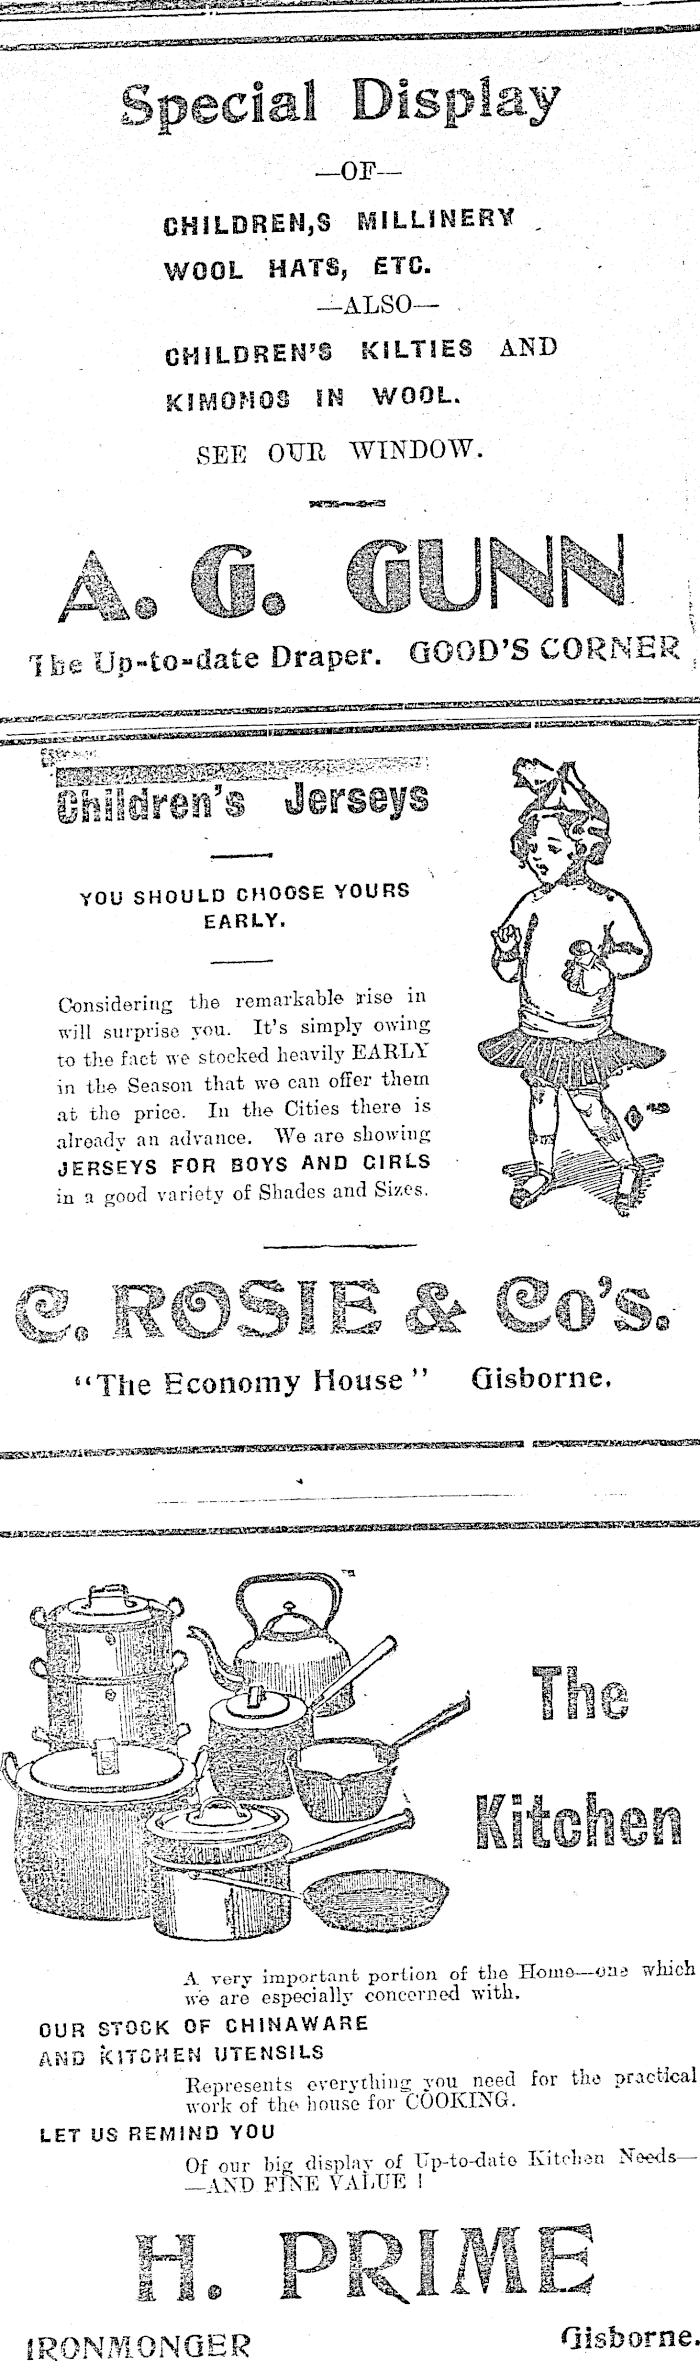 Special Display
—OF—
CHILDREN,S MILLINERY
WOOL HATS, ETC.
—ALSO—
CHILDREN'S KILTIES AND
KIMONOS IN WOOL.
SEE OUR WINDOW.
A. G. GUNN
The Up-to-date Draper. GOOD'S CORNER
Children's Jerseys
YOU SHOULD CHOOSE YOURS
EARLY.
Considering the remarkable rise in
will surprise you. It's simply owing
to the fact we stocked heavily EARLY
in the Season that we can offer them
at the price. In the Cities there is
already an advance. We are showing
JERSEYS FOR BOYS AND GIRLS
in a good variety of Shades and Sizes.
C. ROSIE & Co's.
"The Economy House" Gisborne.
The
Kitchen
A very important portion of the Home—one which
we are especially concerned with.
OUR STOCK OF CHINAWARE
AND KITCHEN UTENSILS
Represents everything you need for the practical
work of the house for COOKING.
LET US REMIND YOU
Of our big display of Up-to-date Kitchen Needs—
—AND FINE VALUE !
H. PRIME
IRONMONGER Gisborne.